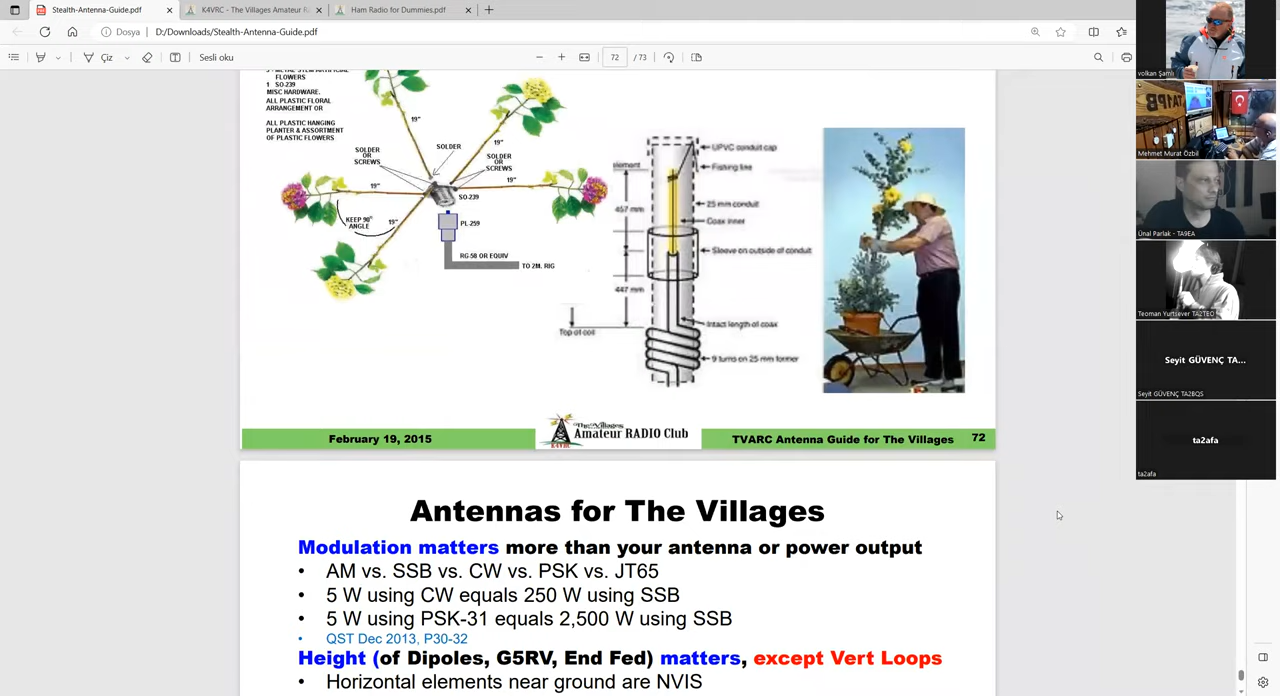 Stealth-Antenna-Guide.pdf
K4VRC - The Villages Amateur R
Ham Radio for Dummies.pdf
Dosya
D:/Downloads/Stealth-Antenna-Guide.pdf
Çiz
Sesli oku
72 / 73
FLOWERS
1 SO-239
MISC HARDWARE.
ALL PLASTIC FLORAL
ARRANGEMENT OR
ALL PLASTIC HANGING
PLANTER & ASSORTMENT
OF PLASTIC FLOWERS
SOLDER
OR
SCREWS
19"
SOLDER
19"
SOLDER
OR
SCREWS
19"
19"
SO-239
KEEP 90°
ANGLE
19"
PL-259
RG 58 OR EQUIV
TO 2M. RIG
element
457 mm
447 mm
Top of coil
UPVC conduit cap
Fishing line
25 mm conduit
Coax inner
Sleeve on outside of conduit
Intact length of coax
9 turns on 25 mm former
February 19, 2015
The Villages
Amateur RADIO Club
K4VRC
TVARC Antenna Guide for The Villages 72
Antennas for The Villages
Modulation matters more than your antenna or power output
• AM vs. SSB vs. CW vs. PSK vs. JT65
• 5 W using CW equals 250 W using SSB
• 5 W using PSK-31 equals 2,500 W using SSB
• QST Dec 2013, P30-32
Height (of Dipoles, G5RV, End Fed) matters, except Vert Loops
• Horizontal elements near ground are NVIS
volkan Şamlı
TA1PB
Mehmet Murat Özbil
Ünal Parlak - TA9EA
Teoman Yurtsever TA2TEO
Seyit GÜVENÇ TA...
Seyit GÜVENÇ TA2BQS
ta2afa
ta2afa